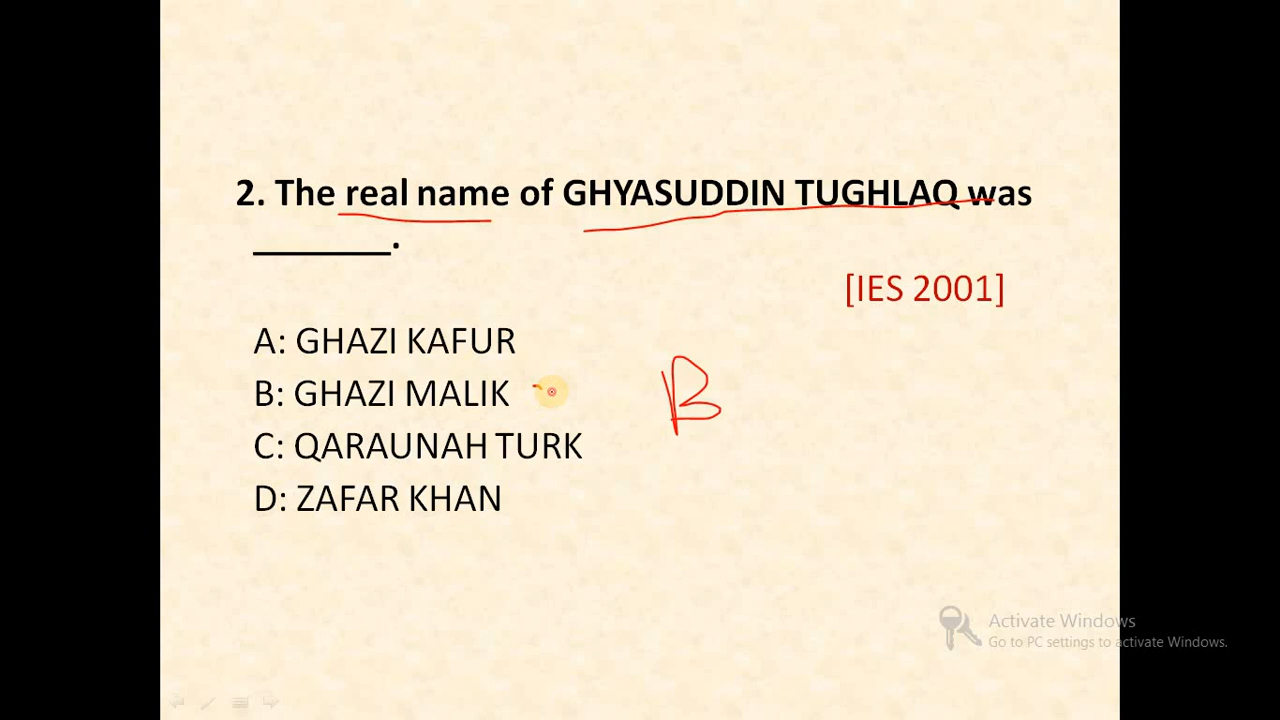 2. The real name of GHYASUDDIN TUGHLAQ was
_______.
[IES 2001]
A: GHAZI KAFUR
B: GHAZI MALIK
B
C: QARAUNAH TURK
D: ZAFAR KHAN
Activate Windows
Go to PC settings to activate Windows.